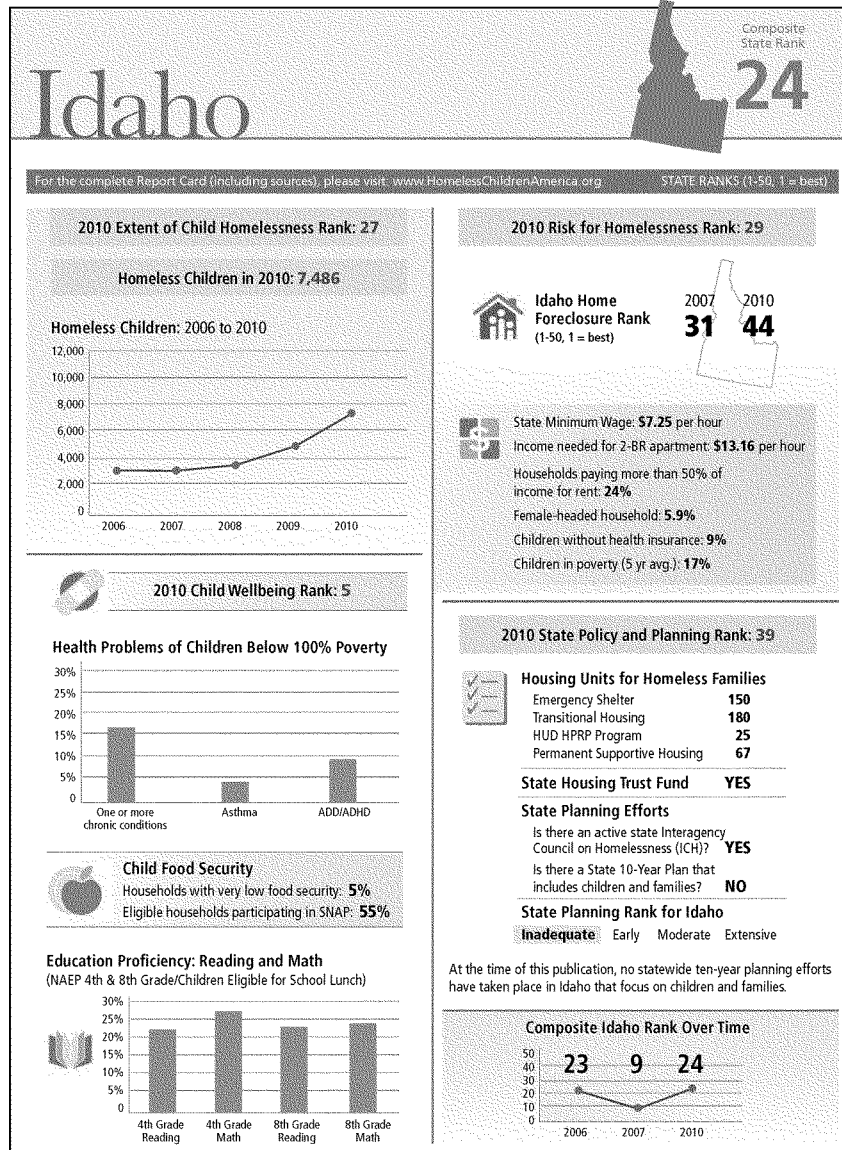 Idaho
Composite
State Rank
24
For the complete Report Card (including sources), please visit: www.HomelessChildrenAmerica.org
STATE RANKS (1-50, 1 = best)
2010 Extent of Child Homelessness Rank: 27
Homeless Children in 2010: 7,486
Homeless Children: 2006 to 2010
12,000
10,000
8,000
6,000
4,000
2,000
0
2006 2007 2008 2009 2010
2010 Child Wellbeing Rank: 5
Health Problems of Children Below 100% Poverty
30%
25%
20%
15%
10%
5%
0
One or more
chronic conditions
Asthma
ADD/ADHD
Child Food Security
Households with very low food security: 5%
Eligible households participating in SNAP: 55%
Education Proficiency: Reading and Math
(NAEP 4th & 8th Grade/Children Eligible for School Lunch)
30%
25%
20%
15%
10%
5%
0
4th Grade
Reading
4th Grade
Math
8th Grade
Reading
8th Grade
Math
2010 Risk for Homelessness Rank: 29
Idaho Home
Foreclosure Rank
(1-50, 1 = best)
2007 2010
31 44
State Minimum Wage: $7.25 per hour
Income needed for 2-BR apartment: $13.16 per hour
Households paying more than 50% of
income for rent: 24%
Female-headed household: 5.9%
Children without health insurance: 9%
Children in poverty (5 yr avg.): 17%
2010 State Policy and Planning Rank: 39
Housing Units for Homeless Families
Emergency Shelter 150
Transitional Housing 180
HUD HPRP Program 25
Permanent Supportive Housing 67
State Housing Trust Fund YES
State Planning Efforts
Is there an active state Interagency
Council on Homelessness (ICH)? YES
Is there a State 10-Year Plan that
includes children and families? NO
State Planning Rank for Idaho
Inadequate Early Moderate Extensive
At the time of this publication, no statewide ten-year planning efforts
have taken place in Idaho that focus on children and families.
Composite Idaho Rank Over Time
50
40
30
20
10
0
23 9 24
2006 2007 2010